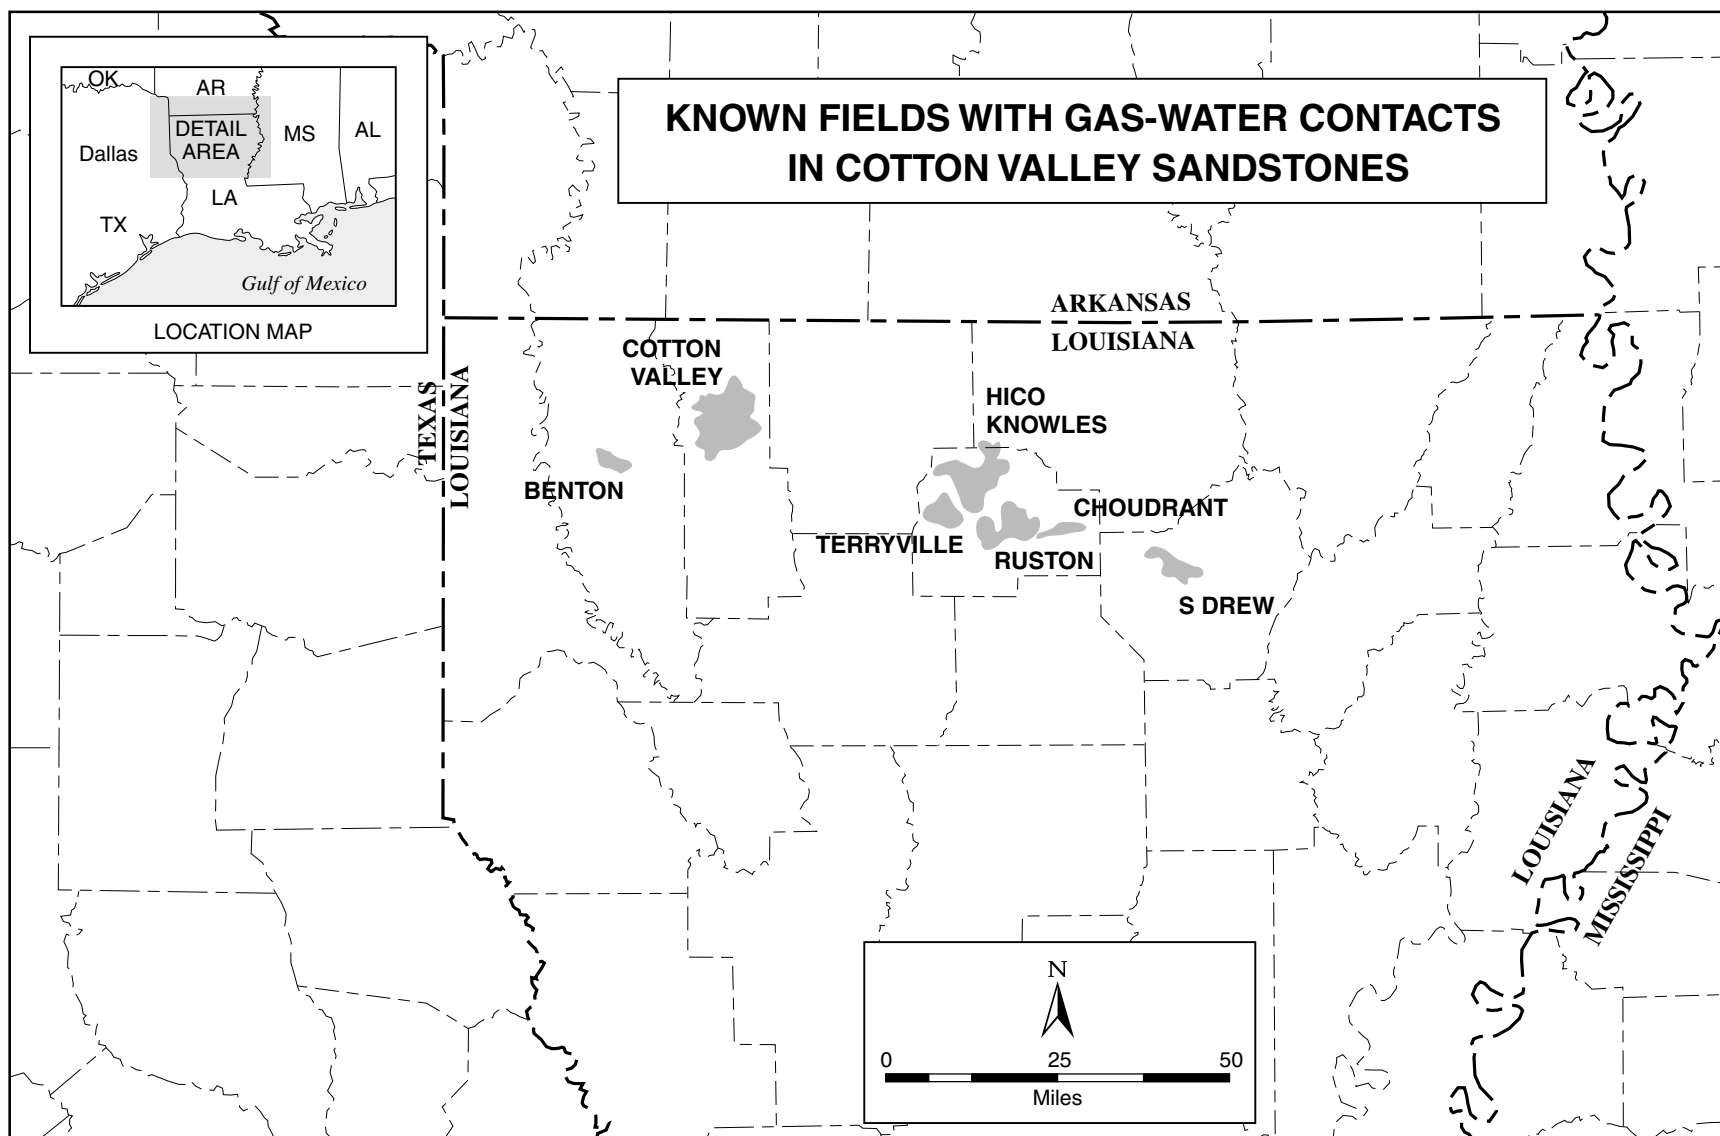 KNOWN FIELDS WITH GAS-WATER CONTACTS
IN COTTON VALLEY SANDSTONES
OK
AR
DETAIL
AREA
MS
AL
Dallas
LA
TX
Gulf of Mexico
LOCATION MAP
ARKANSAS
LOUISIANA
TEXAS
LOUISIANA
COTTON
VALLEY
HICO
KNOWLES
BENTON
CHOUDRANT
TERRYVILLE
RUSTON
S DREW
LOUISIANA
MISSISSIPPI
N
0 25 50
Miles